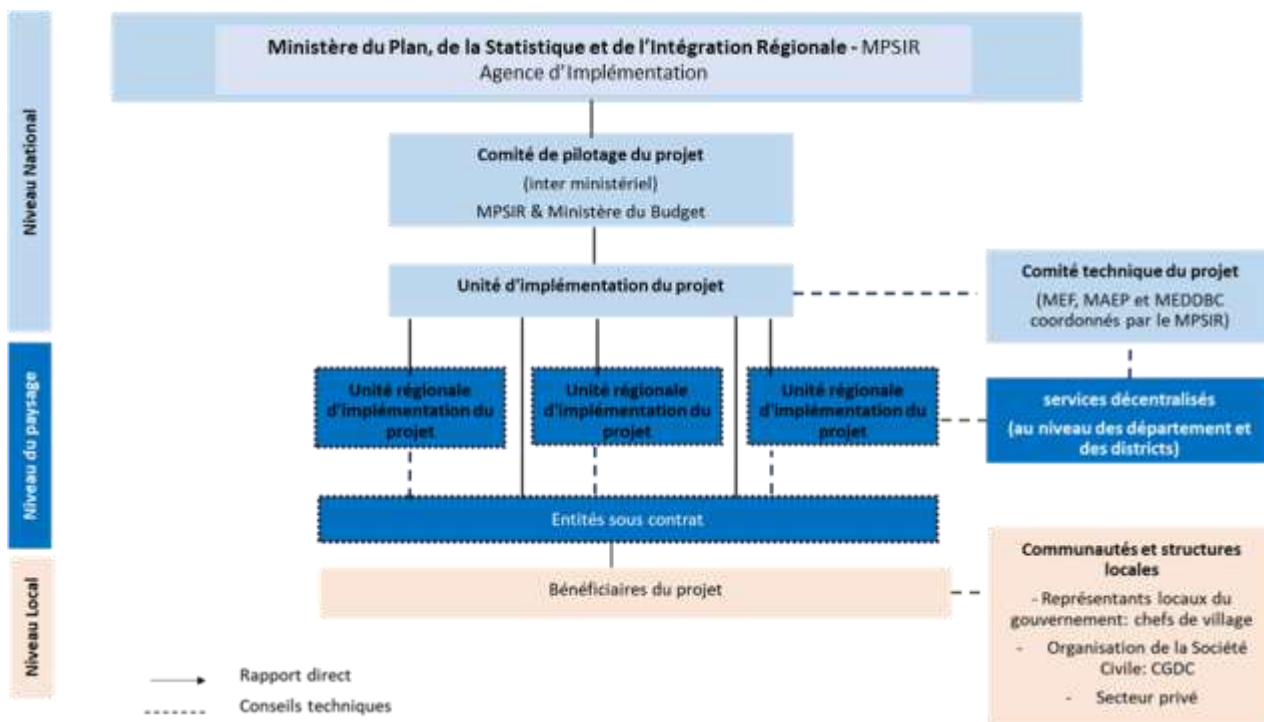 Niveau National
Ministère du Plan, de la Statistique et de l'Intégration Régionale - MPSIR
Agence d'Implémentation
Comité de pilotage du projet
(inter ministériel)
MPSIR & Ministère du Budget
Unité d'implémentation du projet
Comité technique du projet
(MEF, MAEP et MEDDBC
coordonnés par le MPSIR)
Niveau du paysage
Unité régionale
d'implémentation du
projet
Unité régionale
d'implémentation du
projet
Unité régionale
d'implémentation du
projet
services décentralisés
(au niveau des département et
des districts)
Entités sous contrat
Niveau Local
Bénéficiaires du projet
Communautés et structures
locales
- Représentants locaux du
gouvernement: chefs de village
- Organisation de la Société
Civile: CGDC
- Secteur privé
Rapport direct
Conseils techniques